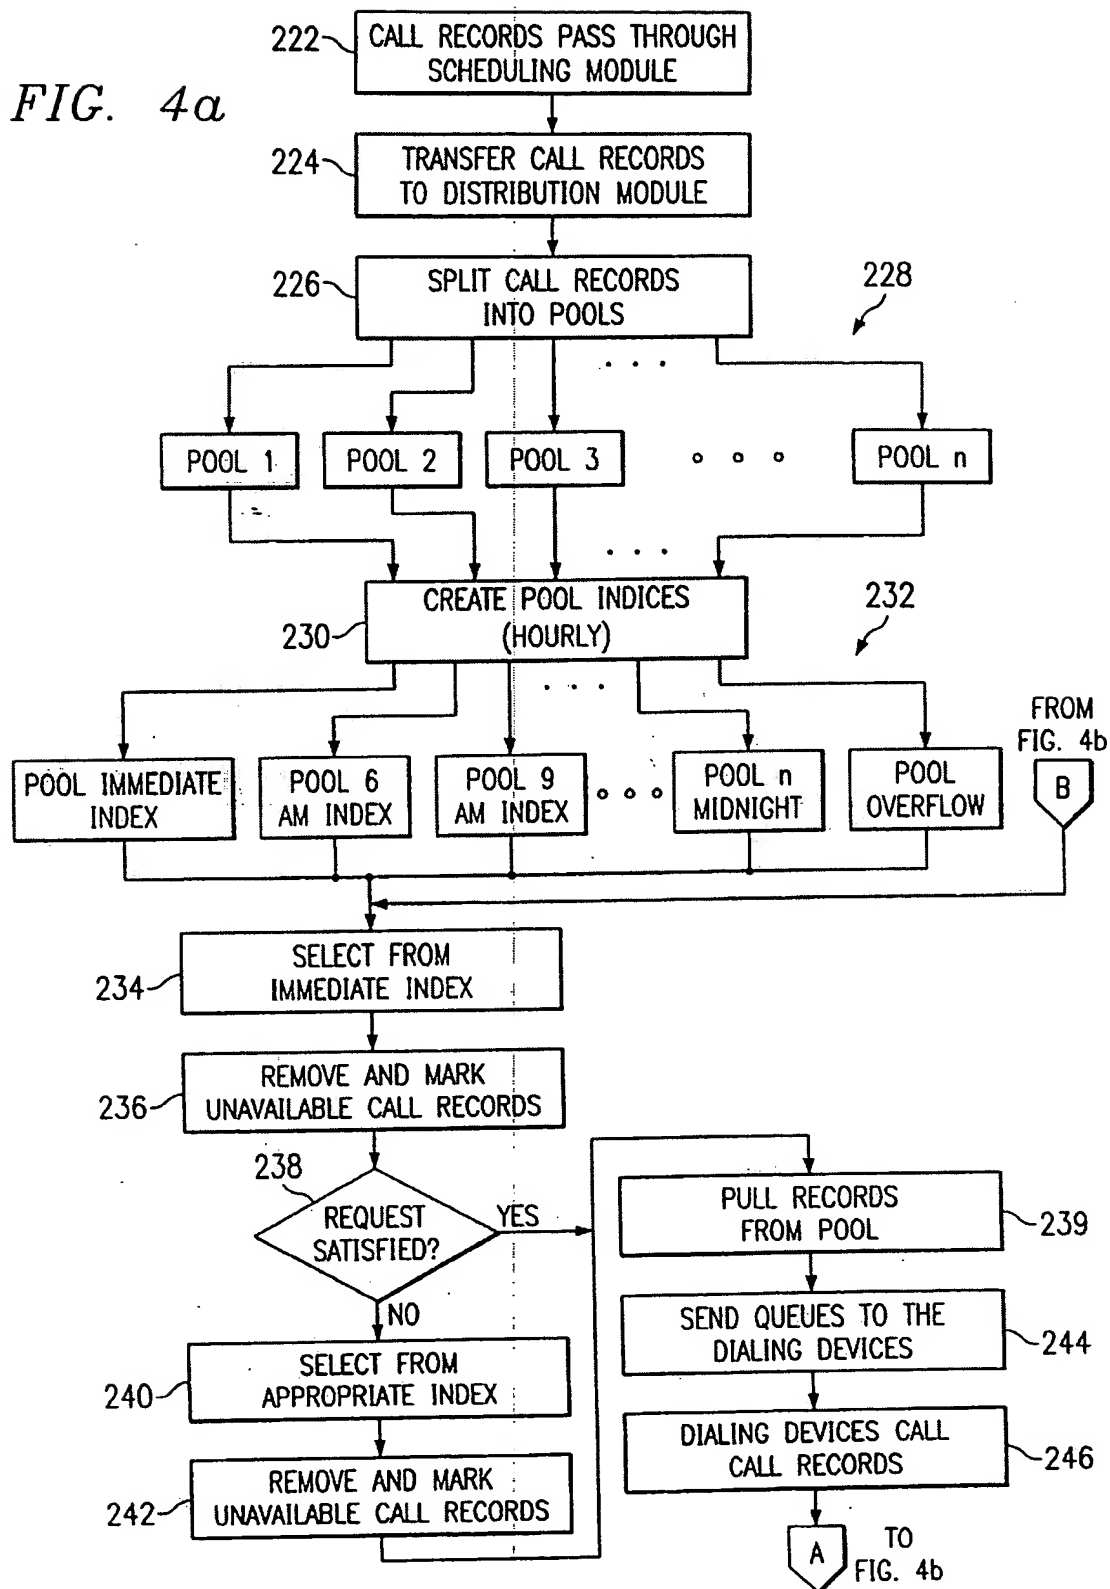 FIG. 4a
222
CALL RECORDS PASS THROUGH
SCHEDULING MODULE
224
TRANSFER CALL RECORDS
TO DISTRIBUTION MODULE
226
SPLIT CALL RECORDS
INTO POOLS
228
POOL 1
POOL 2
POOL 3
POOL n
230
CREATE POOL INDICES
(HOURLY)
232
POOL IMMEDIATE
INDEX
POOL 6
AM INDEX
POOL 9
AM INDEX
POOL n
MIDNIGHT
POOL
OVERFLOW
FROM
FIG. 4b
B
234
SELECT FROM
IMMEDIATE INDEX
236
REMOVE AND MARK
UNAVAILABLE CALL RECORDS
238
REQUEST
SATISFIED?
YES
NO
240
SELECT FROM
APPROPRIATE INDEX
242
REMOVE AND MARK
UNAVAILABLE CALL RECORDS
PULL RECORDS
FROM POOL
239
SEND QUEUES TO THE
DIALING DEVICES
244
DIALING DEVICES CALL
CALL RECORDS
246
A
TO
FIG. 4b